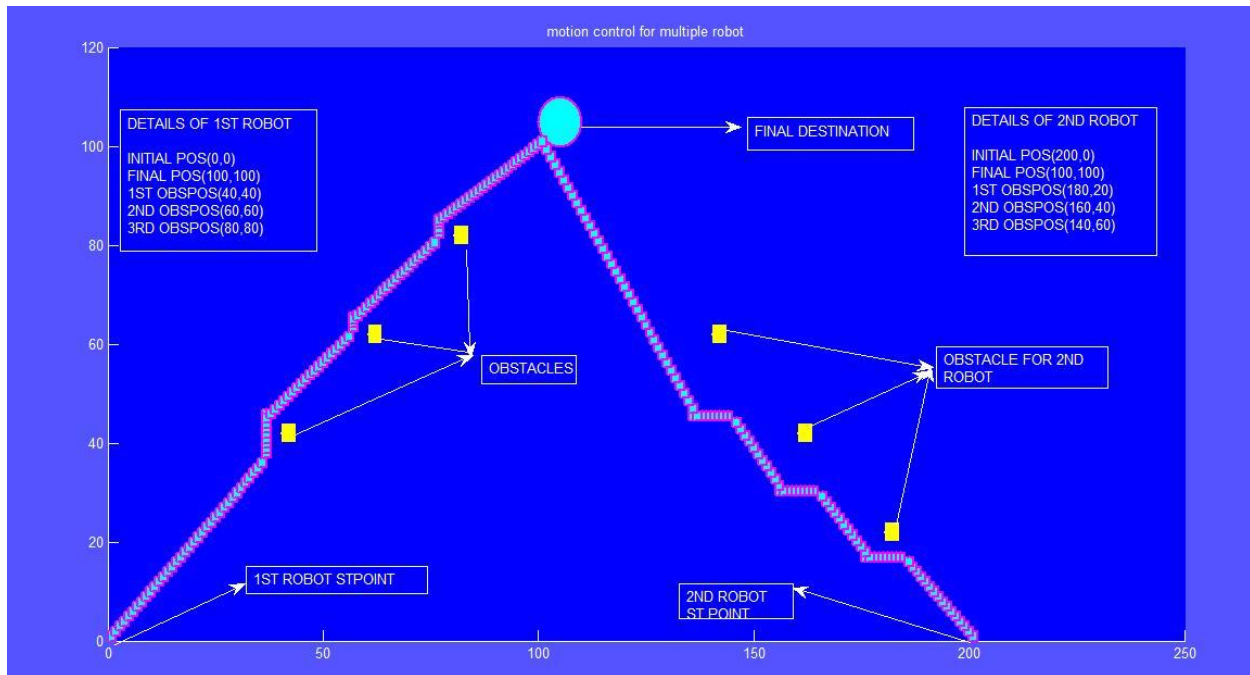 motion control for multiple robot
120
100
80
60
40
20
0
0
50
100
150
200
250
DETAILS OF 1ST ROBOT
INITIAL POS(0,0)
FINAL POS(100,100)
1ST OBSPOS(40,40)
2ND OBSPOS(60,60)
3RD OBSPOS(80,80)
FINAL DESTINATION
DETAILS OF 2ND ROBOT
INITIAL POS(200,0)
FINAL POS(100,100)
1ST OBSPOS(180,20)
2ND OBSPOS(160,40)
3RD OBSPOS(140,60)
OBSTACLES
OBSTACLE FOR 2ND
ROBOT
1ST ROBOT STPOINT
2ND ROBOT
ST POINT